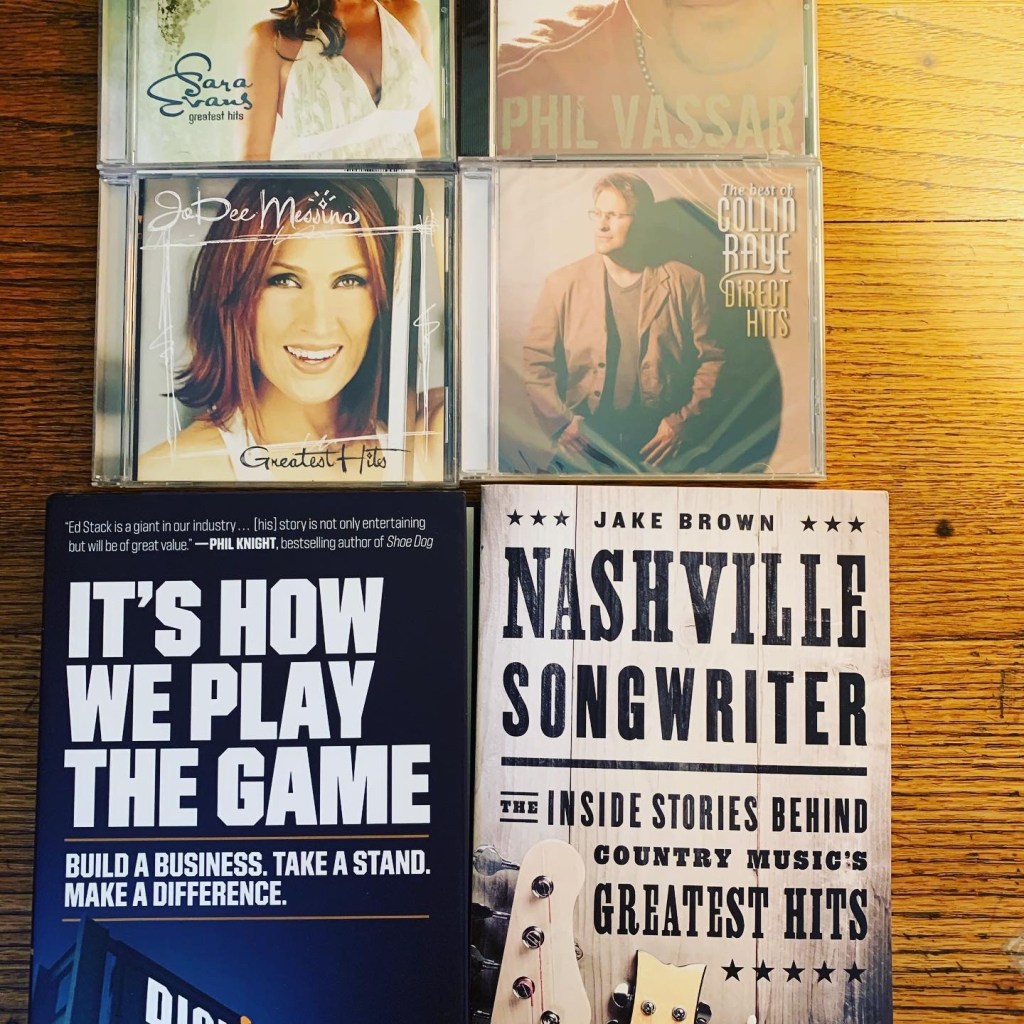 Sara
Evans
greatest hits
PHIL VASSAR
JoDee Messina
Greatest Hits
The best of
COLLIN
RAYE
DIRECT
HITS
"Ed Stack is a giant in our industry . . . [his] story is not only entertaining
but will be of great value." —PHIL KNIGHT, bestselling author of Shoe Dog
IT'S HOW
WE PLAY
THE GAME
BUILD A BUSINESS. TAKE A STAND.
MAKE A DIFFERENCE.
★★★ JAKE BROWN ★★★
NASHVILLE
SONGWRITER
THE INSIDE STORIES BEHIND
COUNTRY MUSIC'S
GREATEST HITS
★★★★★